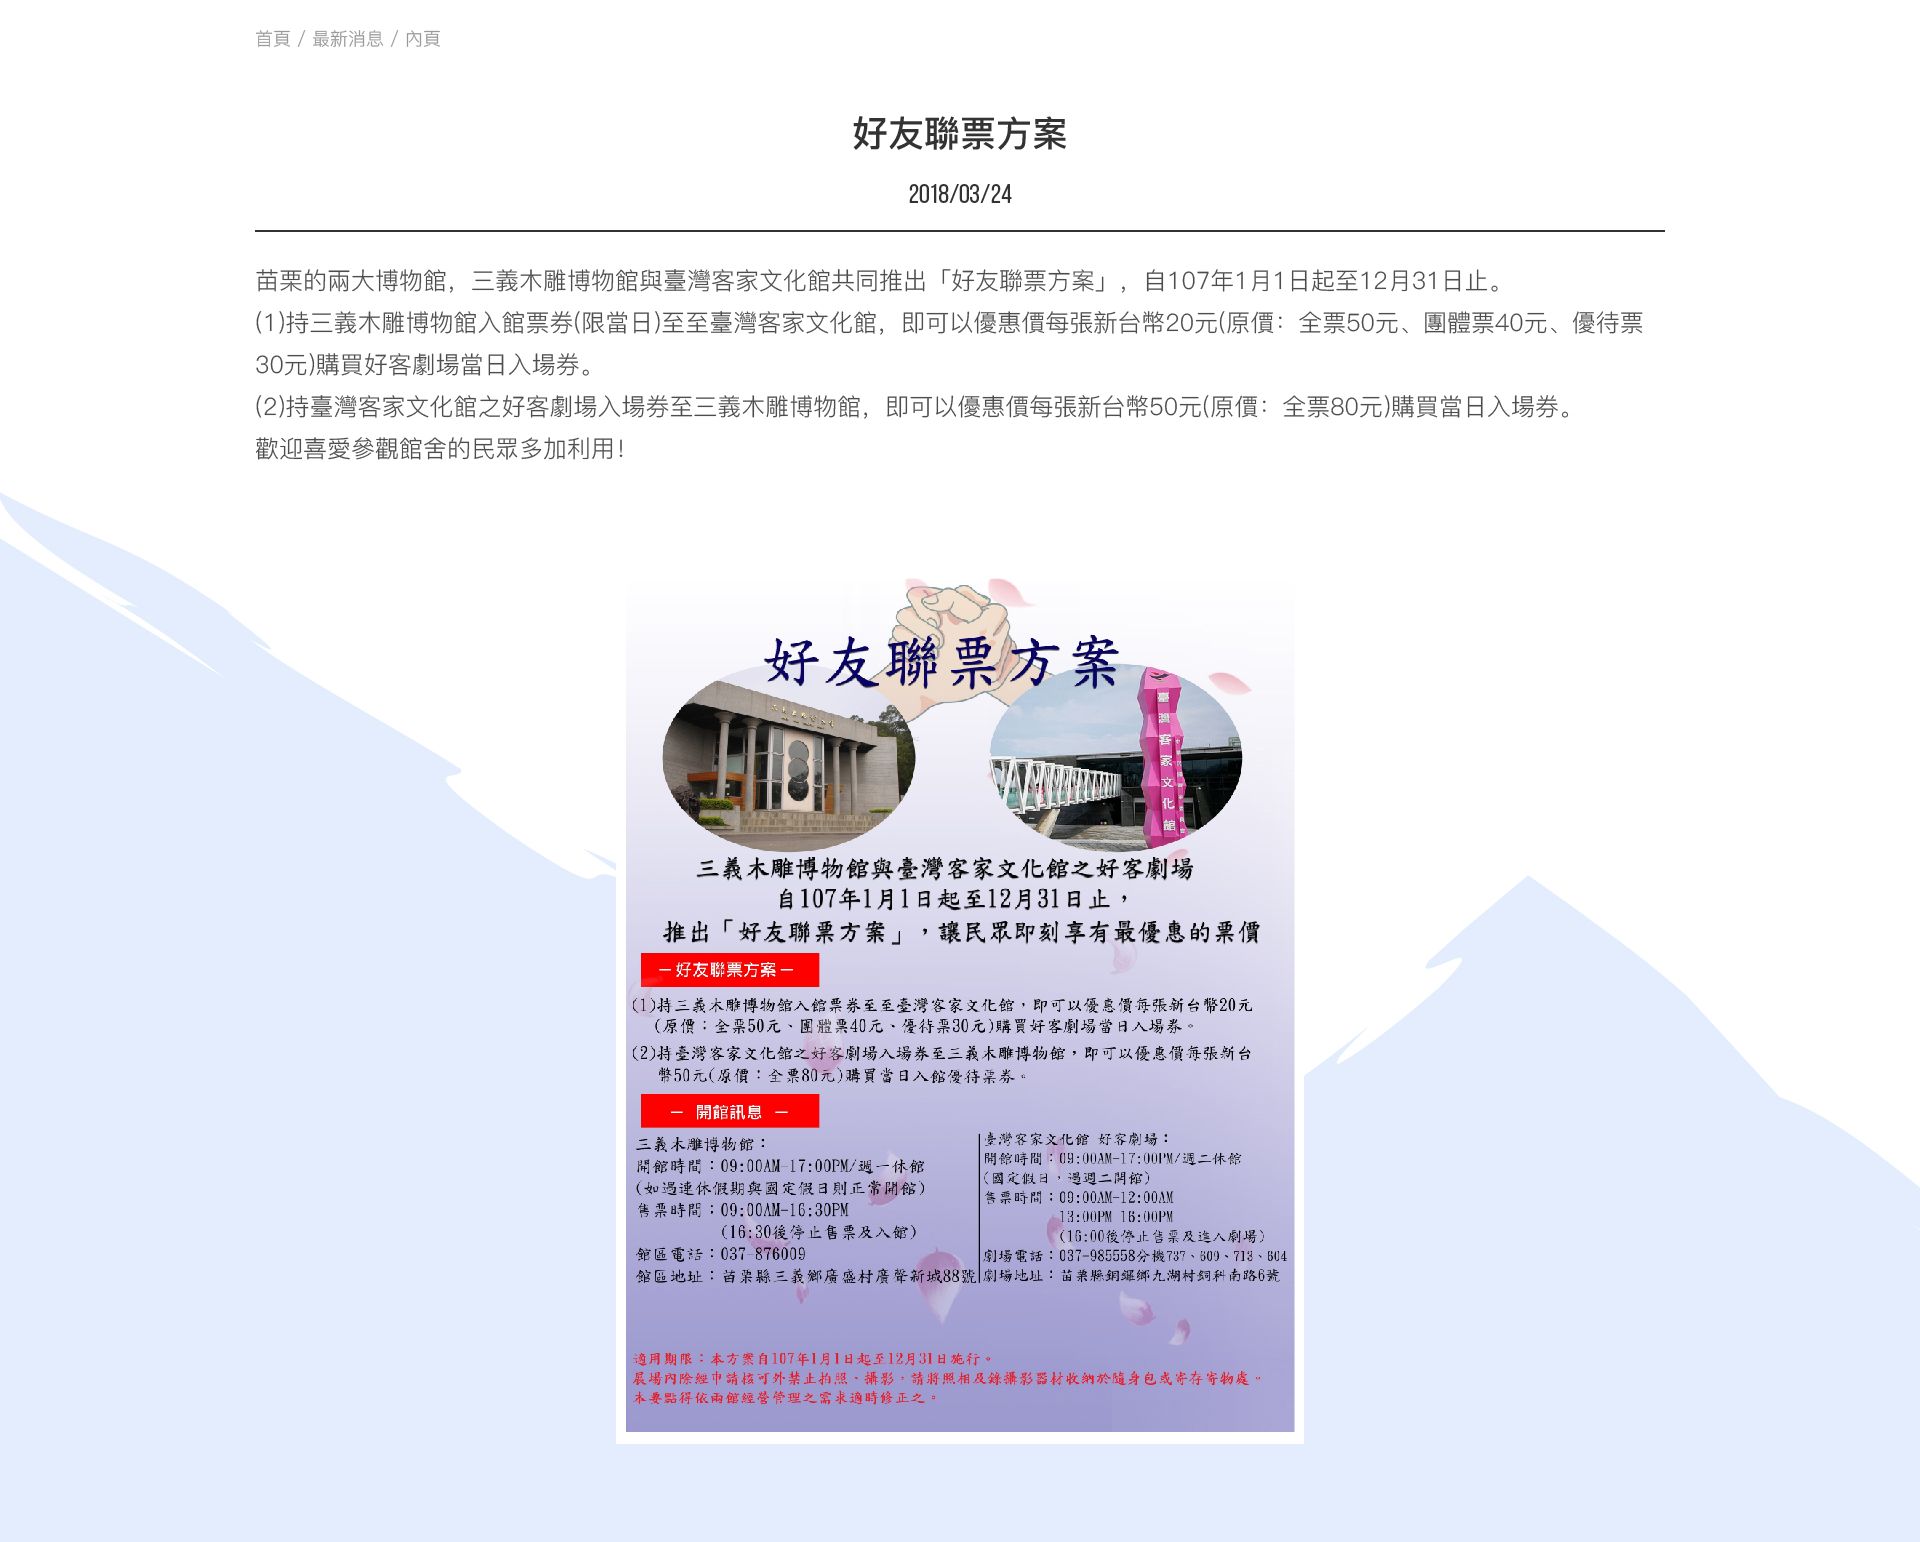 首頁 / 最新消息 / 內頁
好友聯票方案
2018/03/24
苗栗的兩大博物館，三義木雕博物館與臺灣客家文化館共同推出「好友聯票方案」，自107年1月1日起至12月31日止。
(1)持三義木雕博物館入館票券(限當日)至至臺灣客家文化館，即可以優惠價每張新台幣20元(原價：全票50元、團體票40元、優待票
30元)購買好客劇場當日入場券。
(2)持臺灣客家文化館之好客劇場入場券至三義木雕博物館，即可以優惠價每張新台幣50元(原價：全票80元)購買當日入場券。
歡迎喜愛參觀館舍的民眾多加利用！
好友聯票方案
臺灣客家文化館
三義木雕博物館與臺灣客家文化館之好客劇場
自107年1月1日起至12月31日止，
推出「好友聯票方案」，讓民眾即刻享有最優惠的票價
－好友聯票方案－
(1)持三義木雕博物館入館票券至至臺灣客家文化館，即可以優惠價每張新台幣20元
(原價：全票50元、團體票40元、優待票30元)購買好客劇場當日入場券。
(2)持臺灣客家文化館之好客劇場入場券至三義木雕博物館，即可以優惠價每張新台
幣50元(原價：全票80元)購買當日入館優待票券。
－ 開館訊息 －
三義木雕博物館：
開館時間：09:00AM-17:00PM/週一休館
(如遇連休假期與國定假日則正常開館)
售票時間：09:00AM-16:30PM
(16:30後停止售票及入館)
館區電話：037-876009
館區地址：苗栗縣三義鄉廣盛村廣聲新城88號
臺灣客家文化館 好客劇場：
開館時間：09:00AM-17:00PM/週二休館
(國定假日，遇週二開館)
售票時間：09:00AM-12:00AM
13:00PM 16:00PM
(16:00後停止售票及進入劇場)
劇場電話：037-985558分機737、609、713、604
劇場地址：苗栗縣銅鑼鄉九湖村銅科南路6號
適用期限：本方案自107年1月1日起至12月31日施行。
展場內除經申請核可外禁止拍照、攝影，請將照相及錄攝影器材收納於隨身包或寄存寄物處。
本要點得依兩館經營管理之需求適時修正之。